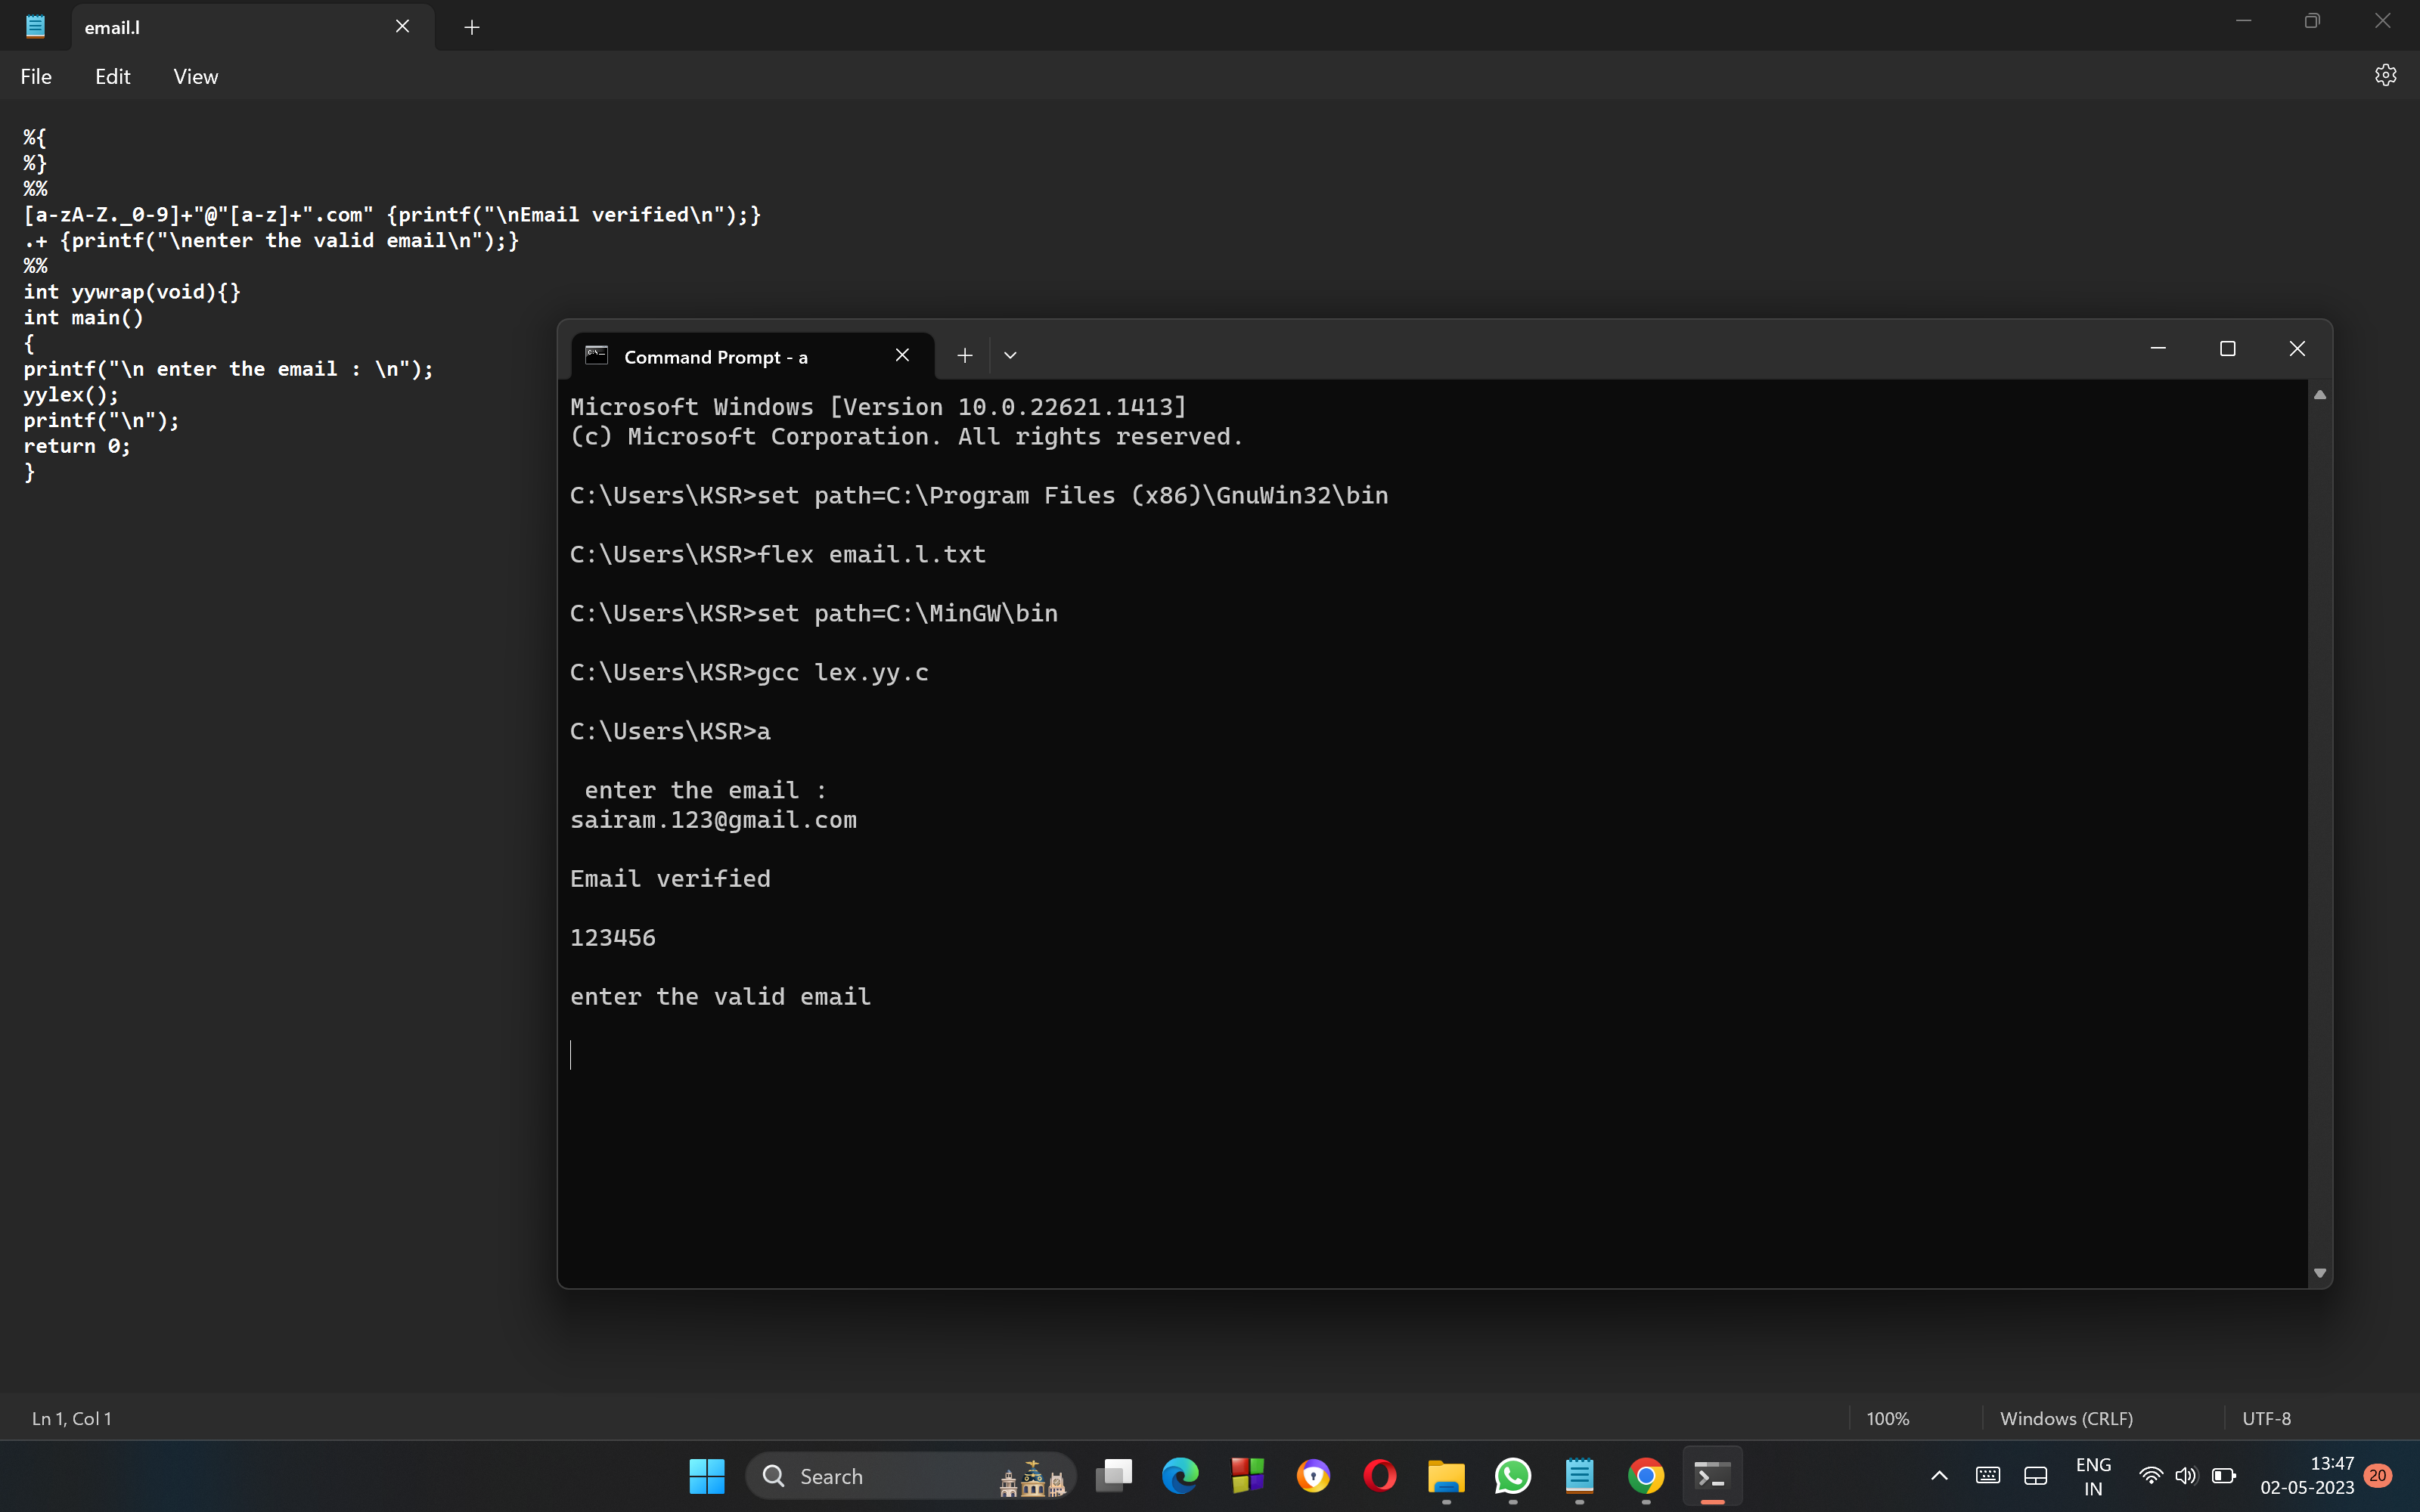 email.l
File Edit View
%{
%}
%%
[a-zA-Z._0-9]+"@"[a-z]+".com" {printf("\nEmail verified\n");}
.+ {printf("\nenter the valid email\n");}
%%
int yywrap(void){}
int main()
{
printf("\n enter the email : \n");
yylex();
printf("\n");
return 0;
}
Command Prompt - a
Microsoft Windows [Version 10.0.22621.1413]
(c) Microsoft Corporation. All rights reserved.
C:\Users\KSR>set path=C:\Program Files (x86)\GnuWin32\bin
C:\Users\KSR>flex email.l.txt
C:\Users\KSR>set path=C:\MinGW\bin
C:\Users\KSR>gcc lex.yy.c
C:\Users\KSR>a
enter the email :
sairam.123@gmail.com
Email verified
123456
enter the valid email
Ln 1, Col 1
100%
Windows (CRLF)
UTF-8
Search
ENG
IN
13:47
02-05-2023
20